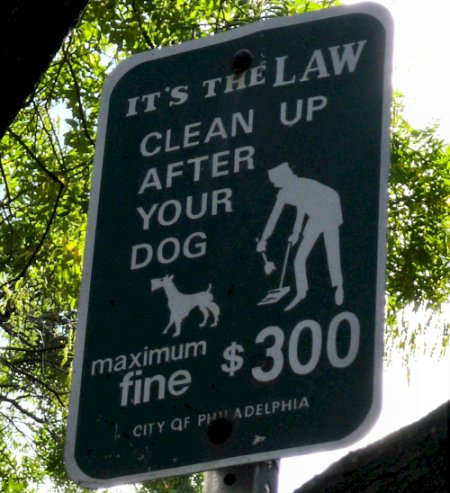 IT'S THE LAW
CLEAN UP
AFTER
YOUR
DOG
maximum
fine $300
CITY OF PHILADELPHIA